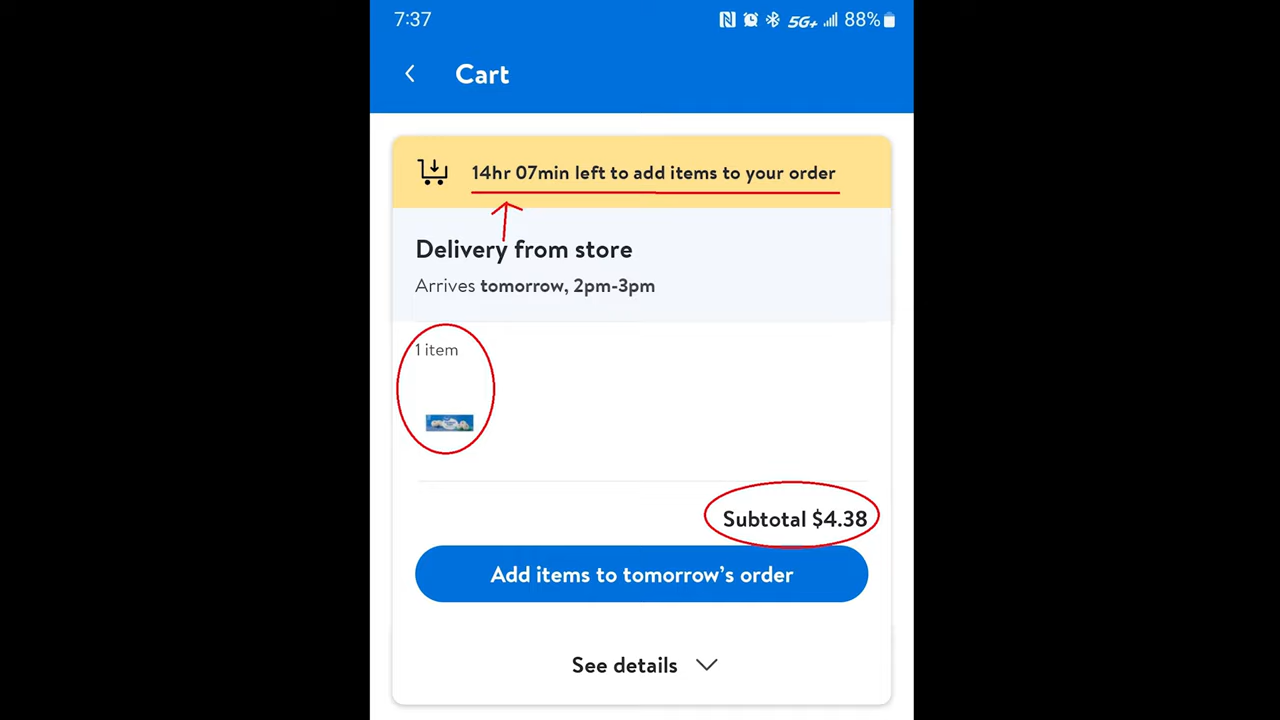 7:37
5G+ 88%
Cart
14hr 07min left to add items to your order
Delivery from store
Arrives tomorrow, 2pm-3pm
1 item
Subtotal $4.38
Add items to tomorrow’s order
See details